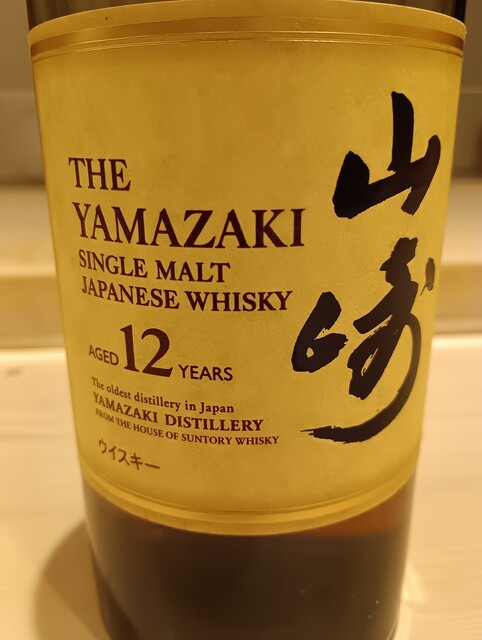 THE
YAMAZAKI
SINGLE MALT
JAPANESE WHISKY
AGED 12 YEARS
The oldest distillery in Japan
YAMAZAKI DISTILLERY
FROM THE HOUSE OF SUNTORY WHISKY
ウイスキー
山崎